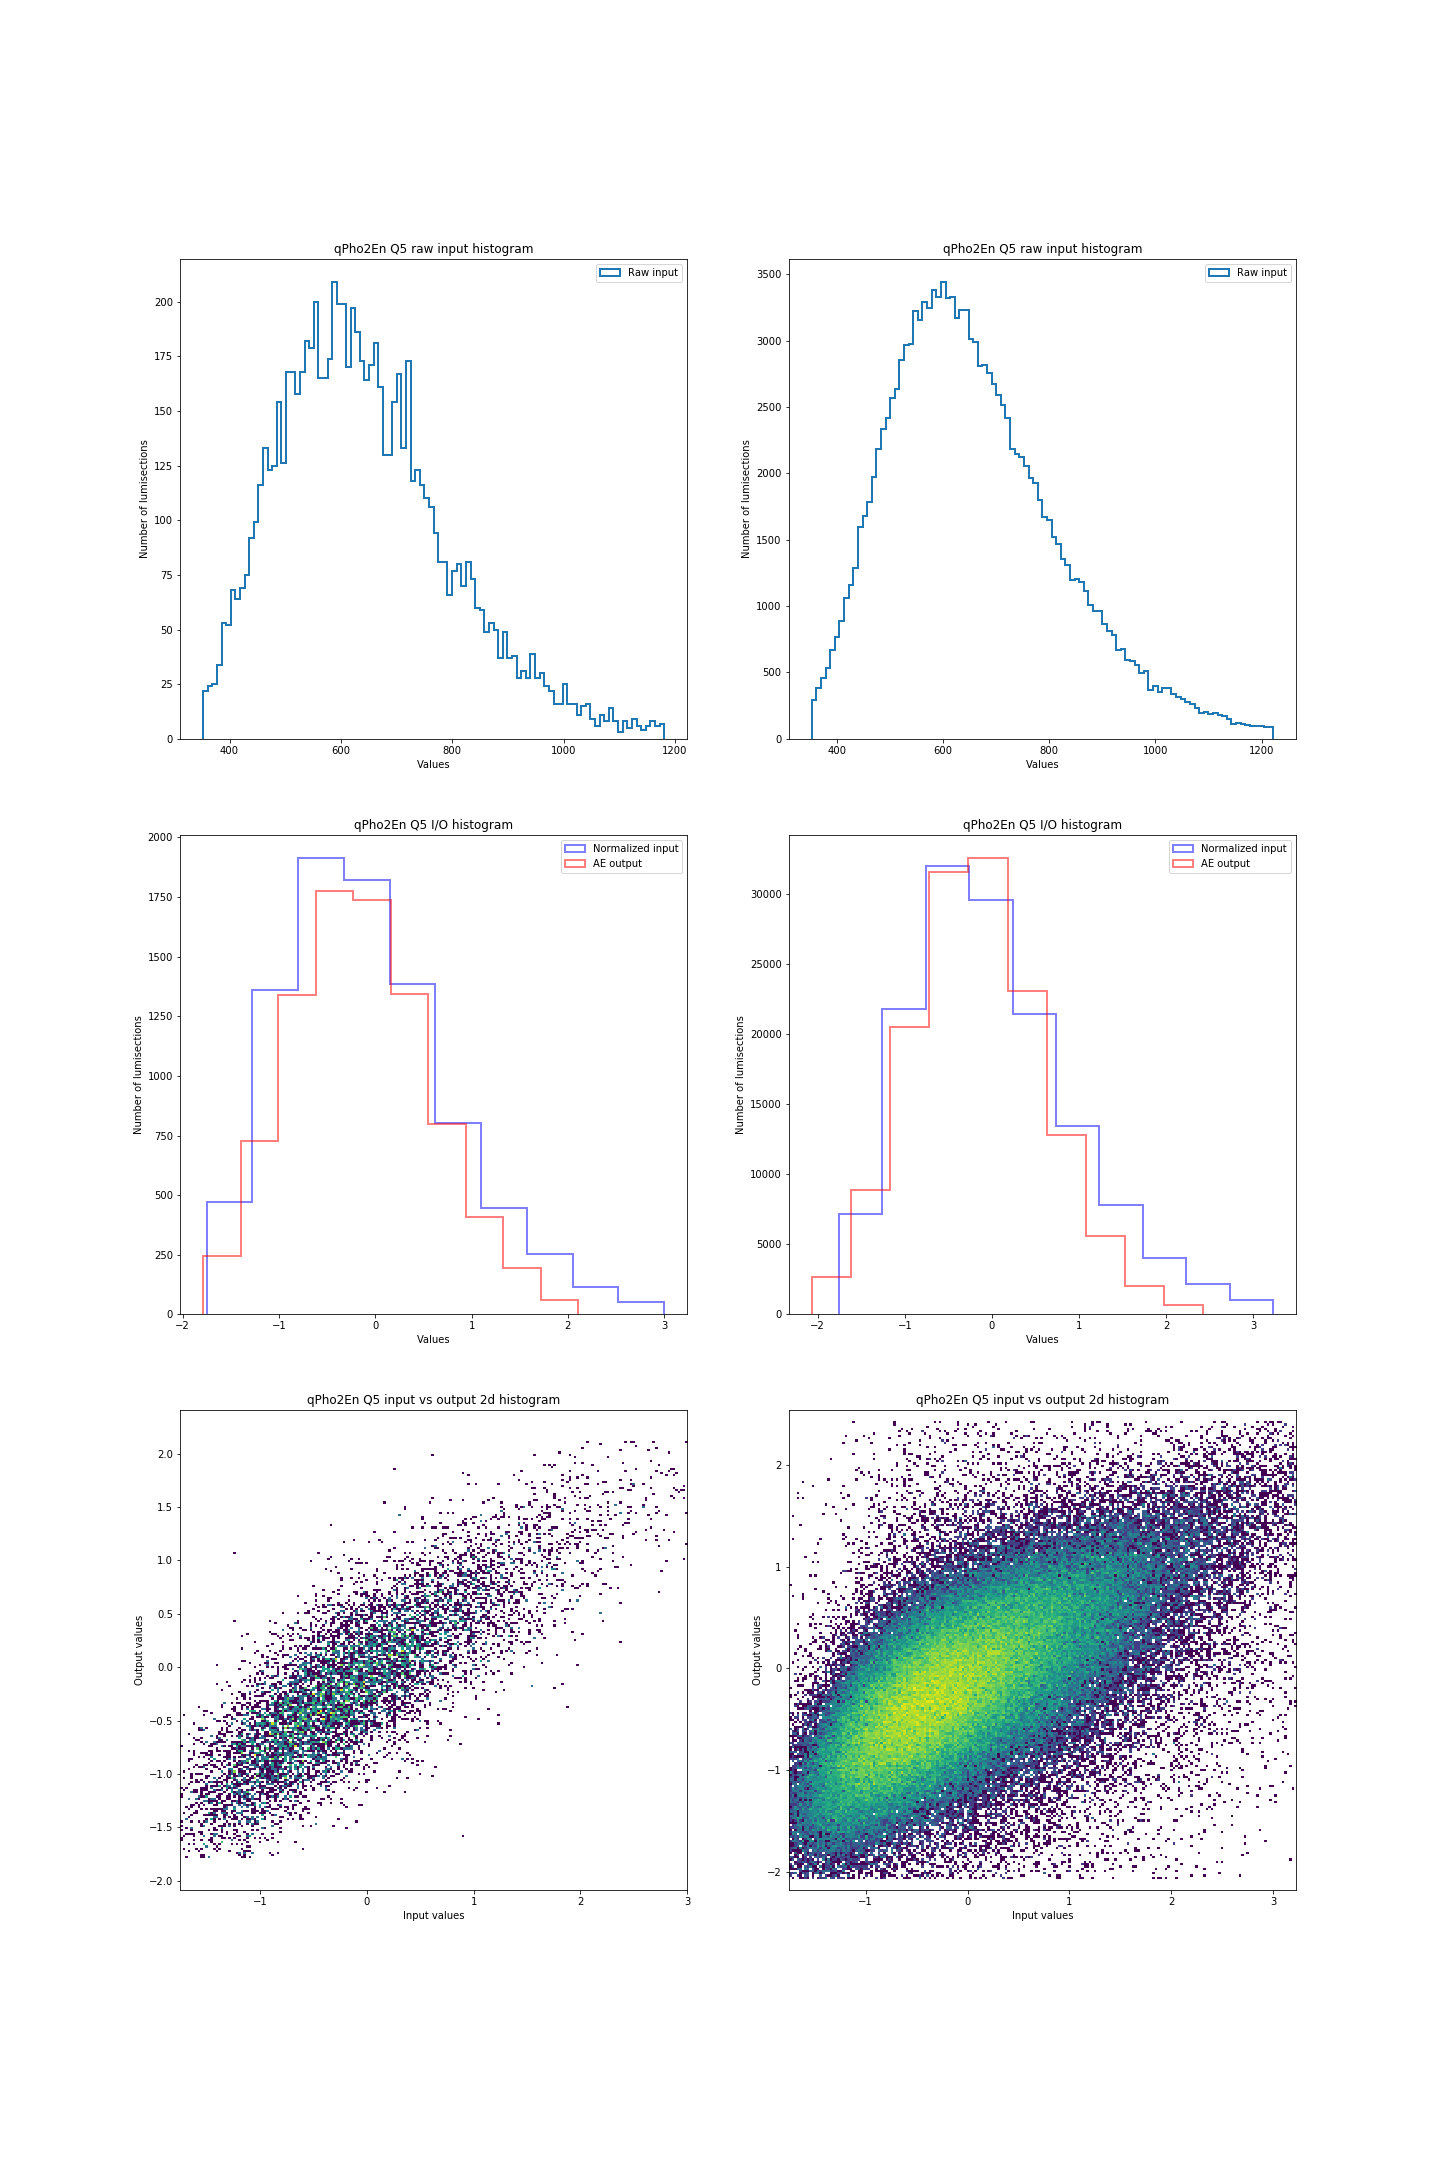 qPho2En Q5 raw input histogram
Raw input
Number of lumisections
200
175
150
125
100
75
50
25
0
400 600 800 1000 1200
Values
qPho2En Q5 raw input histogram
Raw input
Number of lumisections
3500
3000
2500
2000
1500
1000
500
0
400 600 800 1000 1200
Values
qPho2En Q5 I/O histogram
Normalized input
AE output
Number of lumisections
2000
1750
1500
1250
1000
750
500
250
0
−2 −1 0 1 2 3
Values
qPho2En Q5 I/O histogram
Normalized input
AE output
Number of lumisections
30000
25000
20000
15000
10000
5000
0
−2 −1 0 1 2 3
Values
qPho2En Q5 input vs output 2d histogram
Output values
2.0
1.5
1.0
0.5
0.0
−0.5
−1.0
−1.5
−2.0
−1 0 1 2 3
Input values
qPho2En Q5 input vs output 2d histogram
Output values
2
1
0
−1
−2
−1 0 1 2 3
Input values